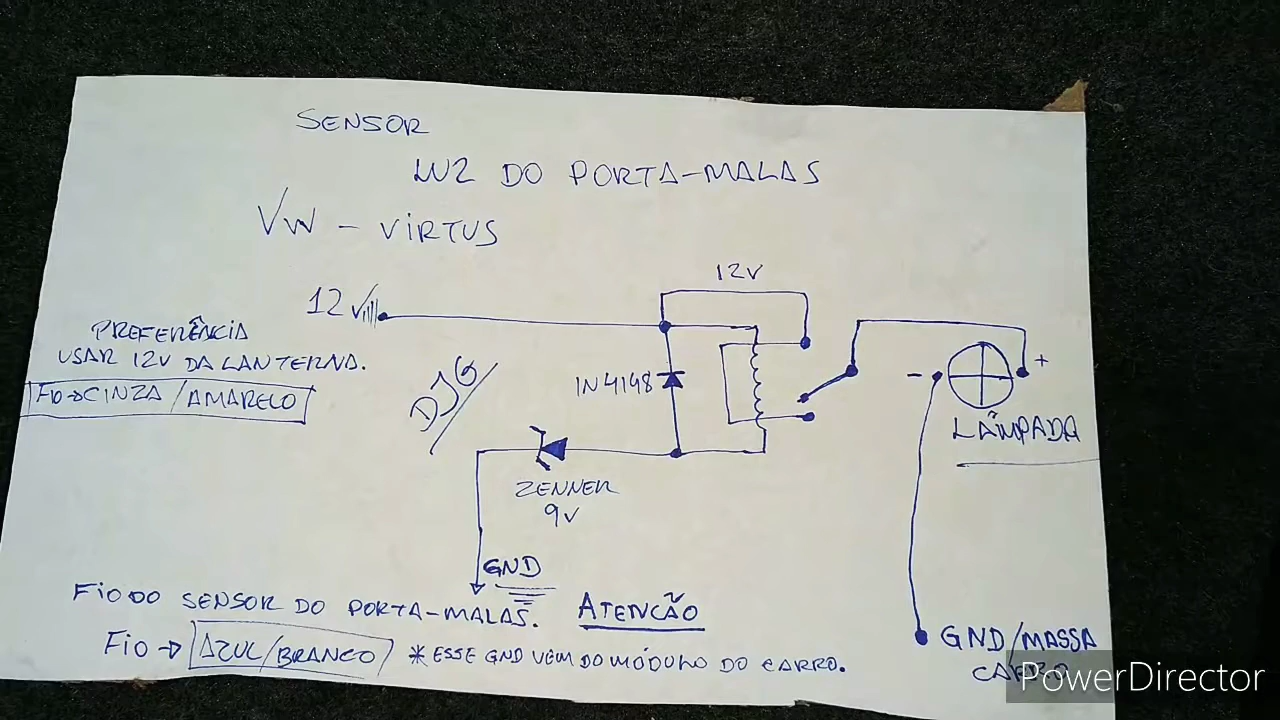 SENSOR
LUZ DO PORTA-MALAS
VW - VIRTUS
12V
12V
PREFERÊNCIA
USAR 12V DA LANTERNA.
FIO→CINZA/AMARELO
DJG
1N4148
- +
LÂMPADA
ZENNER
9V
GND
FIO DO SENSOR DO PORTA-MALAS. ATENCÃO
FIO → AZUL/BRANCO * ESSE GND VEM DO MÓDULO DO CARRO.
GND/MASSA
CARRO
PowerDirector